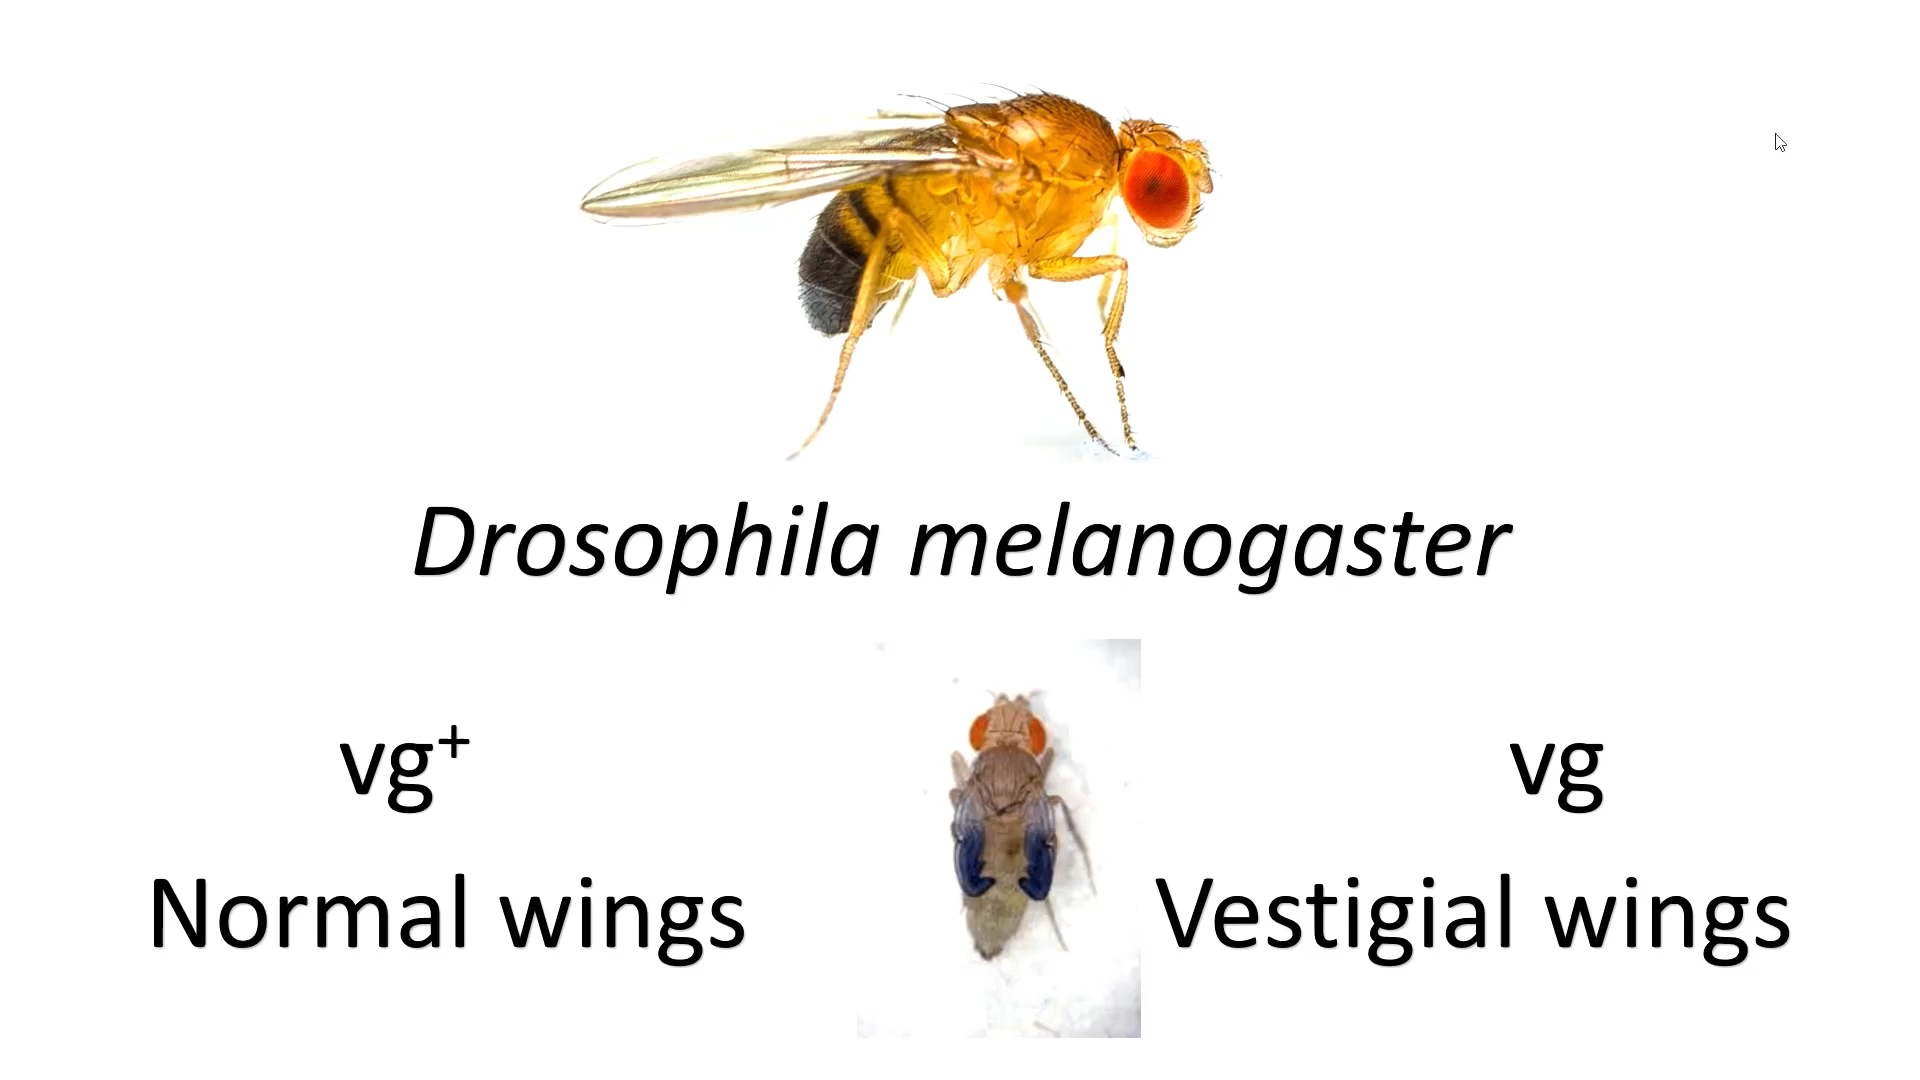 Drosophila melanogaster
vg⁺
vg
Normal wings
Vestigial wings